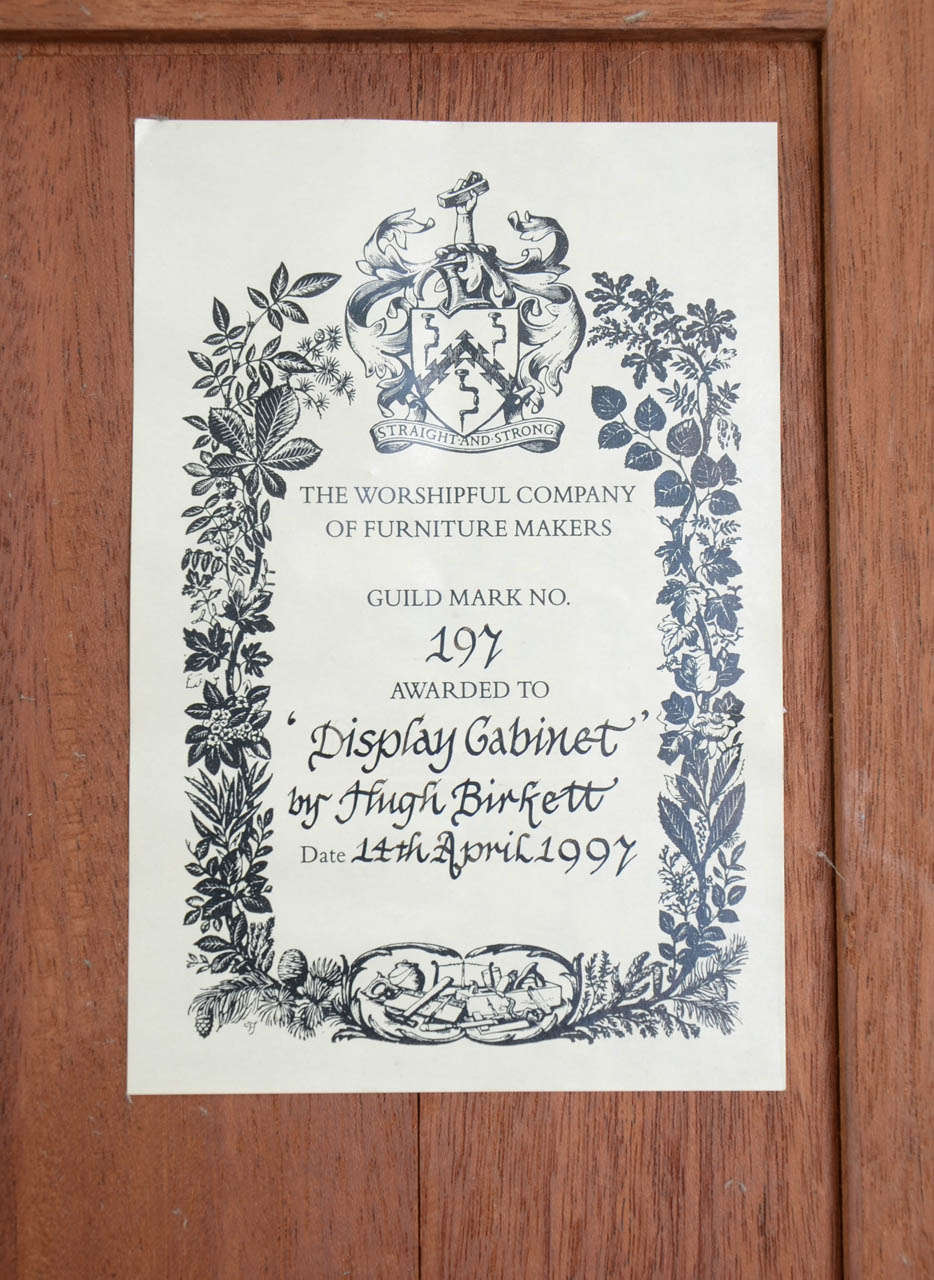 STRAIGHT·AND·STRONG
THE WORSHIPFUL COMPANY
OF FURNITURE MAKERS
GUILD MARK NO.
197
AWARDED TO
'Display Cabinet'
by Hugh Birkett
Date 14th April 1997